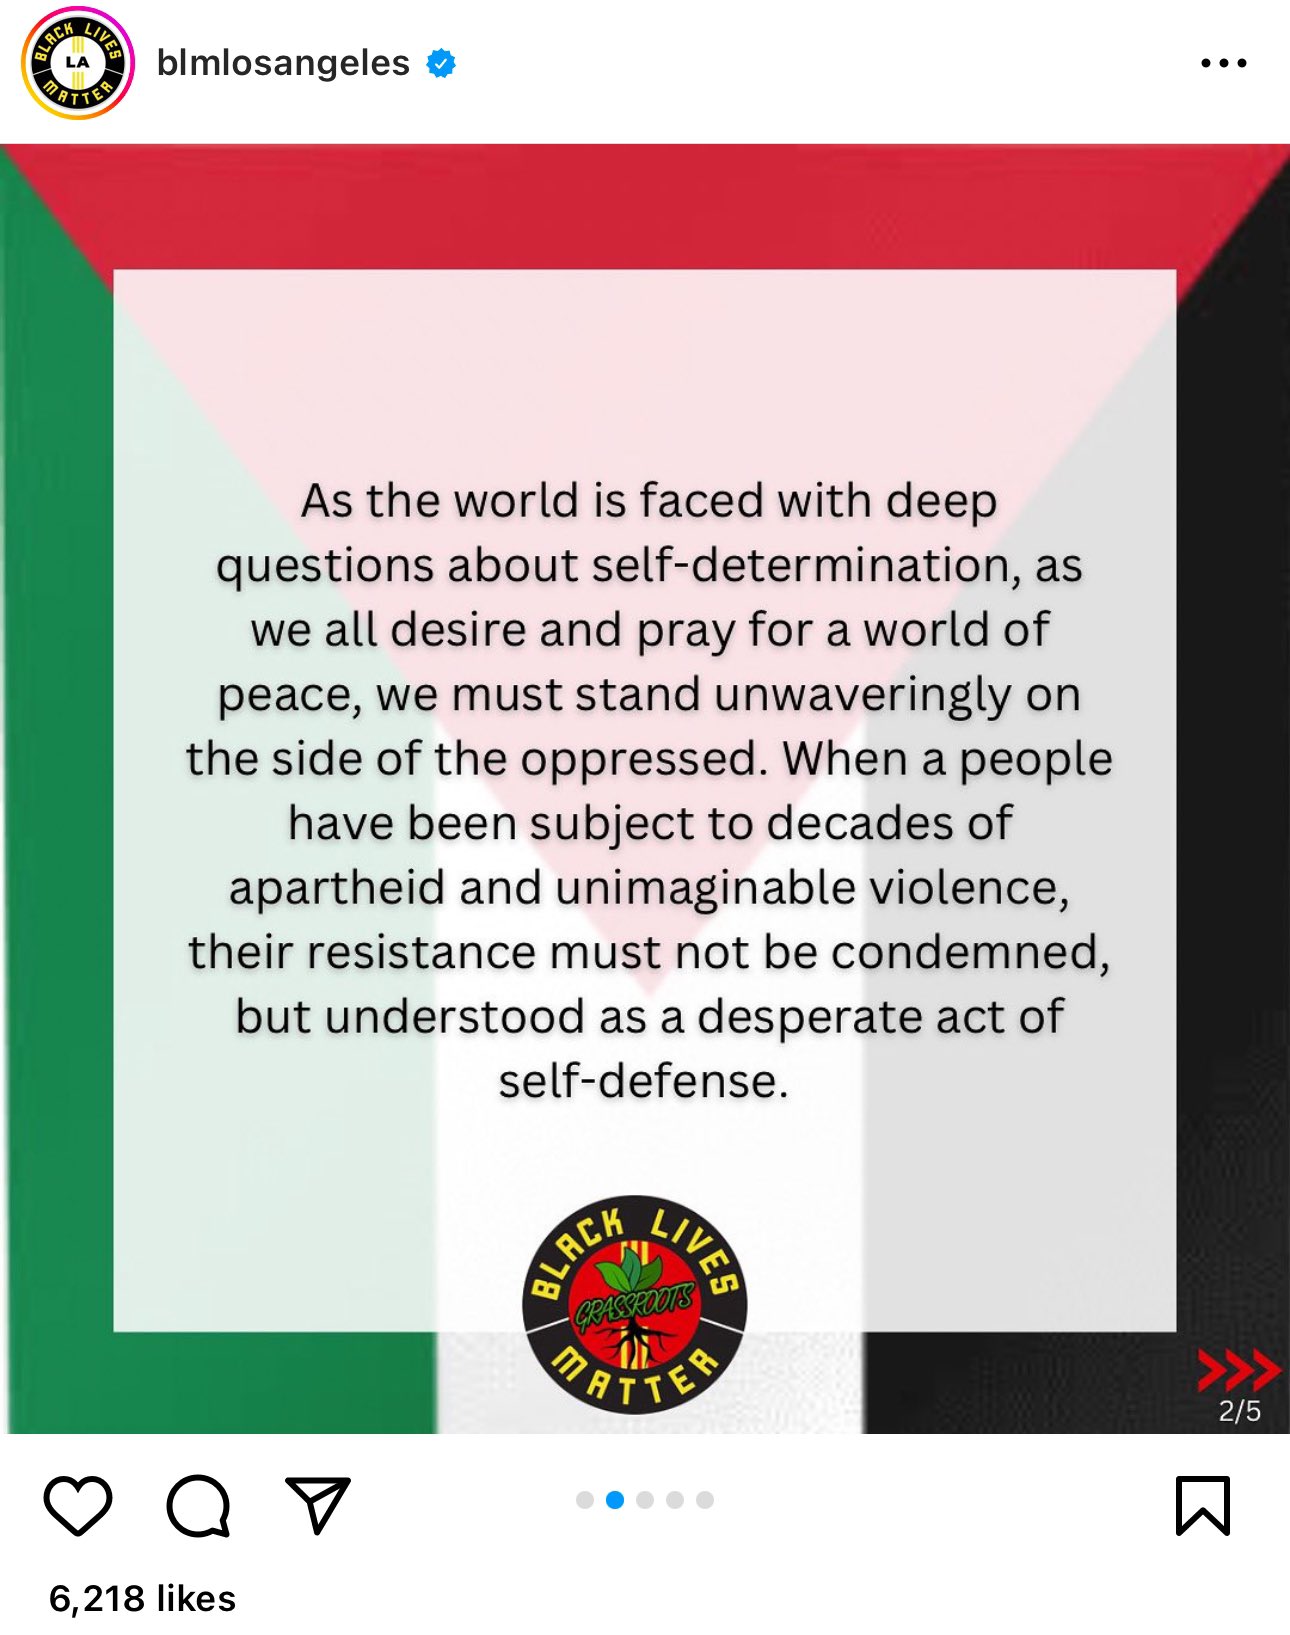 BLACK LIVES
LA
MATTER
blmlosangeles
As the world is faced with deep
questions about self-determination, as
we all desire and pray for a world of
peace, we must stand unwaveringly on
the side of the oppressed. When a people
have been subject to decades of
apartheid and unimaginable violence,
their resistance must not be condemned,
but understood as a desperate act of
self-defense.
BLACK LIVES
GRASSROOTS
MATTER
2/5
6,218 likes